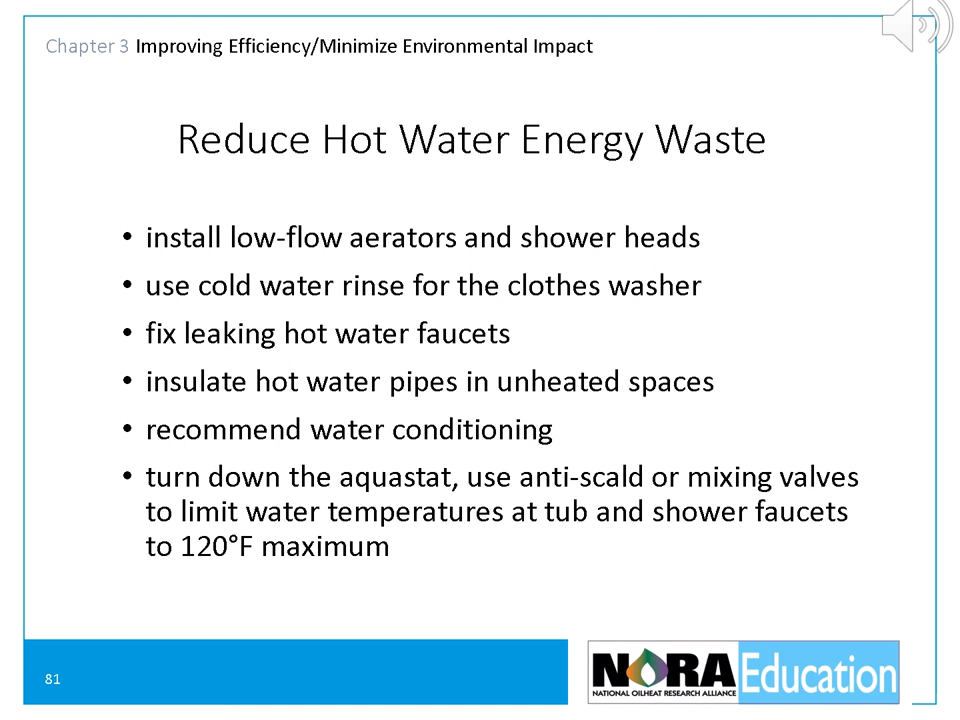 Chapter 3 Improving Efficiency/Minimize Environmental Impact
Reduce Hot Water Energy Waste
• install low-flow aerators and shower heads
• use cold water rinse for the clothes washer
• fix leaking hot water faucets
• insulate hot water pipes in unheated spaces
• recommend water conditioning
• turn down the aquastat, use anti-scald or mixing valves
to limit water temperatures at tub and shower faucets
to 120°F maximum
81
NORA Education
NATIONAL OILHEAT RESEARCH ALLIANCE